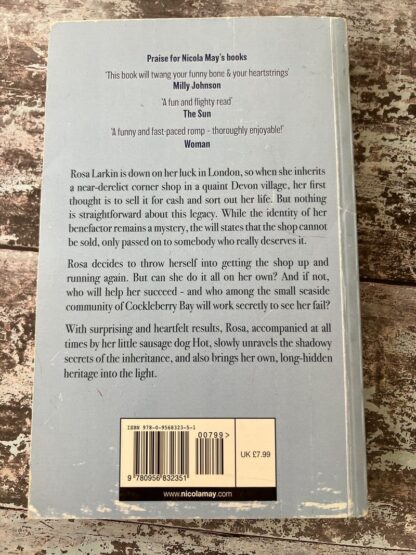 Praise for Nicola May's books
'This book will twang your funny bone & your heartstrings'
Milly Johnson
'A fun and flighty read'
The Sun
'A funny and fast-paced romp - thoroughly enjoyable!'
Woman
Rosa Larkin is down on her luck in London, so when she inherits
a near-derelict corner shop in a quaint Devon village, her first
thought is to sell it for cash and sort out her life. But nothing
is straightforward about this legacy. While the identity of her
benefactor remains a mystery, the will states that the shop cannot
be sold, only passed on to somebody who really deserves it.
Rosa decides to throw herself into getting the shop up and
running again. But can she do it all on her own? And if not,
who will help her succeed - and who among the small seaside
community of Cockleberry Bay will work secretly to see her fail?
With surprising and heartfelt results, Rosa, accompanied at all
times by her little sausage dog Hot, slowly unravels the shadowy
secrets of the inheritance, and also brings her own, long-hidden
heritage into the light.
ISBN 978-0-9568323-5-1
00799>
UK £7.99
9 780956 832351
www.nicolamay.com